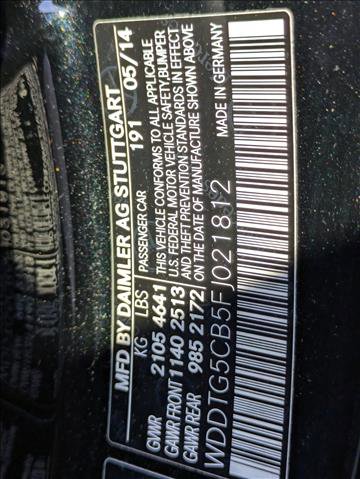 MFD BY DAIMLER AG STUTTGART
KG LBS PASSENGER CAR 191 05/14
GVWR 2105 4641 THIS VEHICLE CONFORMS TO ALL APPLICABLE
GAWR FRONT 1140 2513 U.S. FEDERAL MOTOR VEHICLE SAFETY,BUMPER
GAWR REAR 985 2172 AND THEFT PREVENTION STANDARDS IN EFFECT
ON THE DATE OF MANUFACTURE SHOWN ABOVE
WDDTG5CB5FJ021812 MADE IN GERMANY